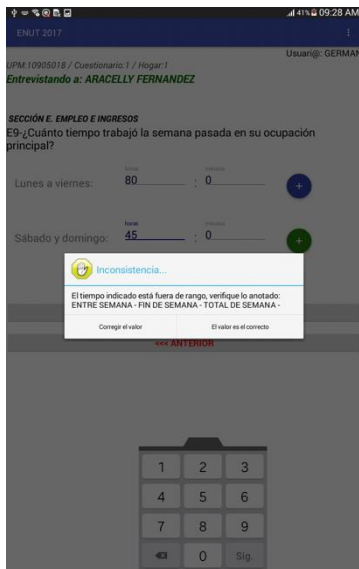 41% 09:28 AM
ENUT 2017
Usuari@: GERMAN
UPM:10905018 / Cuestionario:1 / Hogar:1
Entrevistando a: ARACELLY FERNANDEZ
SECCIÓN E. EMPLEO E INGRESOS
E9-¿Cuánto tiempo trabajó la semana pasada en su ocupación
principal?
horas minutos
Lunes a viernes: 80 : 0 +
horas minutos
Sábado y domingo: 45 : 0 +
Inconsistencia...
El tiempo indicado está fuera de rango, verifique lo anotado:
ENTRE SEMANA - FIN DE SEMANA - TOTAL DE SEMANA -
Corregir el valor El valor es el correcto
<<< ANTERIOR
1 2 3
4 5 6
7 8 9
0 Sig.